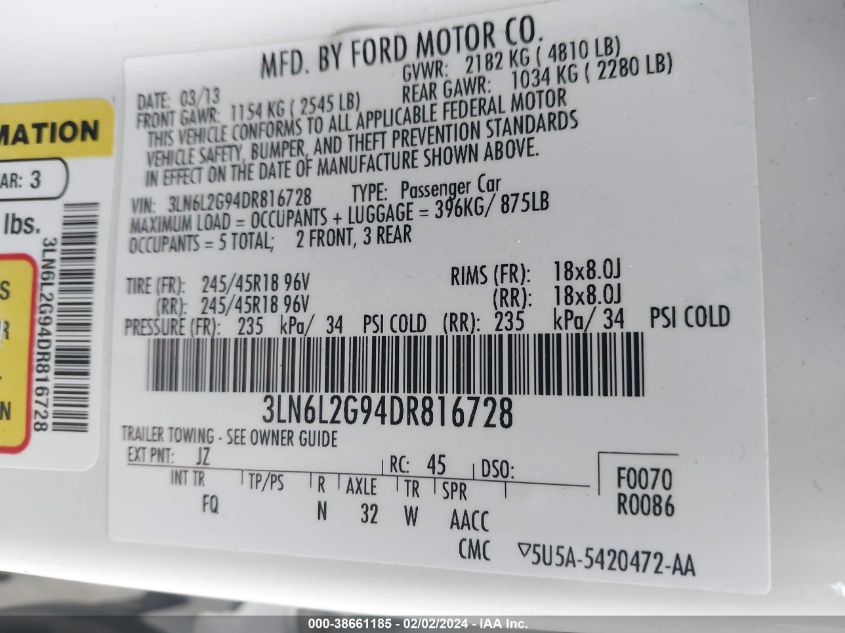 MATION
AR: 3
lbs.
3LN6L2G94DR816728
S
R
N
MFD. BY FORD MOTOR CO.
DATE: 03/13 GVWR: 2182 KG ( 4810 LB)
FRONT GAWR: 1154 KG ( 2545 LB) REAR GAWR: 1034 KG ( 2280 LB)
THIS VEHICLE CONFORMS TO ALL APPLICABLE FEDERAL MOTOR
VEHICLE SAFETY, BUMPER, AND THEFT PREVENTION STANDARDS
IN EFFECT ON THE DATE OF MANUFACTURE SHOWN ABOVE.
VIN: 3LN6L2G94DR816728 TYPE: Passenger Car
MAXIMUM LOAD = OCCUPANTS + LUGGAGE = 396KG/ 875LB
OCCUPANTS = 5 TOTAL; 2 FRONT, 3 REAR
TIRE (FR): 245/45R18 96V RIMS (FR): 18x8.0J
(RR): 245/45R18 96V (RR): 18x8.0J
PRESSURE (FR): 235 kPa/ 34 PSI COLD (RR): 235 kPa/ 34 PSI COLD
3LN6L2G94DR816728
TRAILER TOWING - SEE OWNER GUIDE
EXT PNT: JZ RC: 45 DSO:
INT TR TP/PS R AXLE TR SPR
FQ N 32 W AACC
CMC
F0070
R0086
▽5U5A-5420472-AA
000-38661185 - 02/02/2024 - IAA Inc.